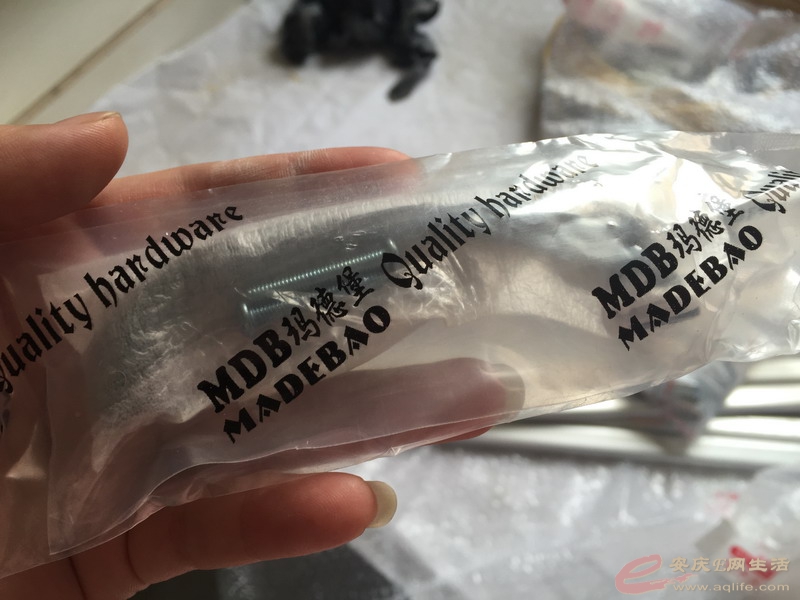 Quality hardware
MDB玛德堡
MADEBAO
Quality hardware
MDB玛德堡
MADEBAO
Quality
安庆E网生活
www.aqlife.com